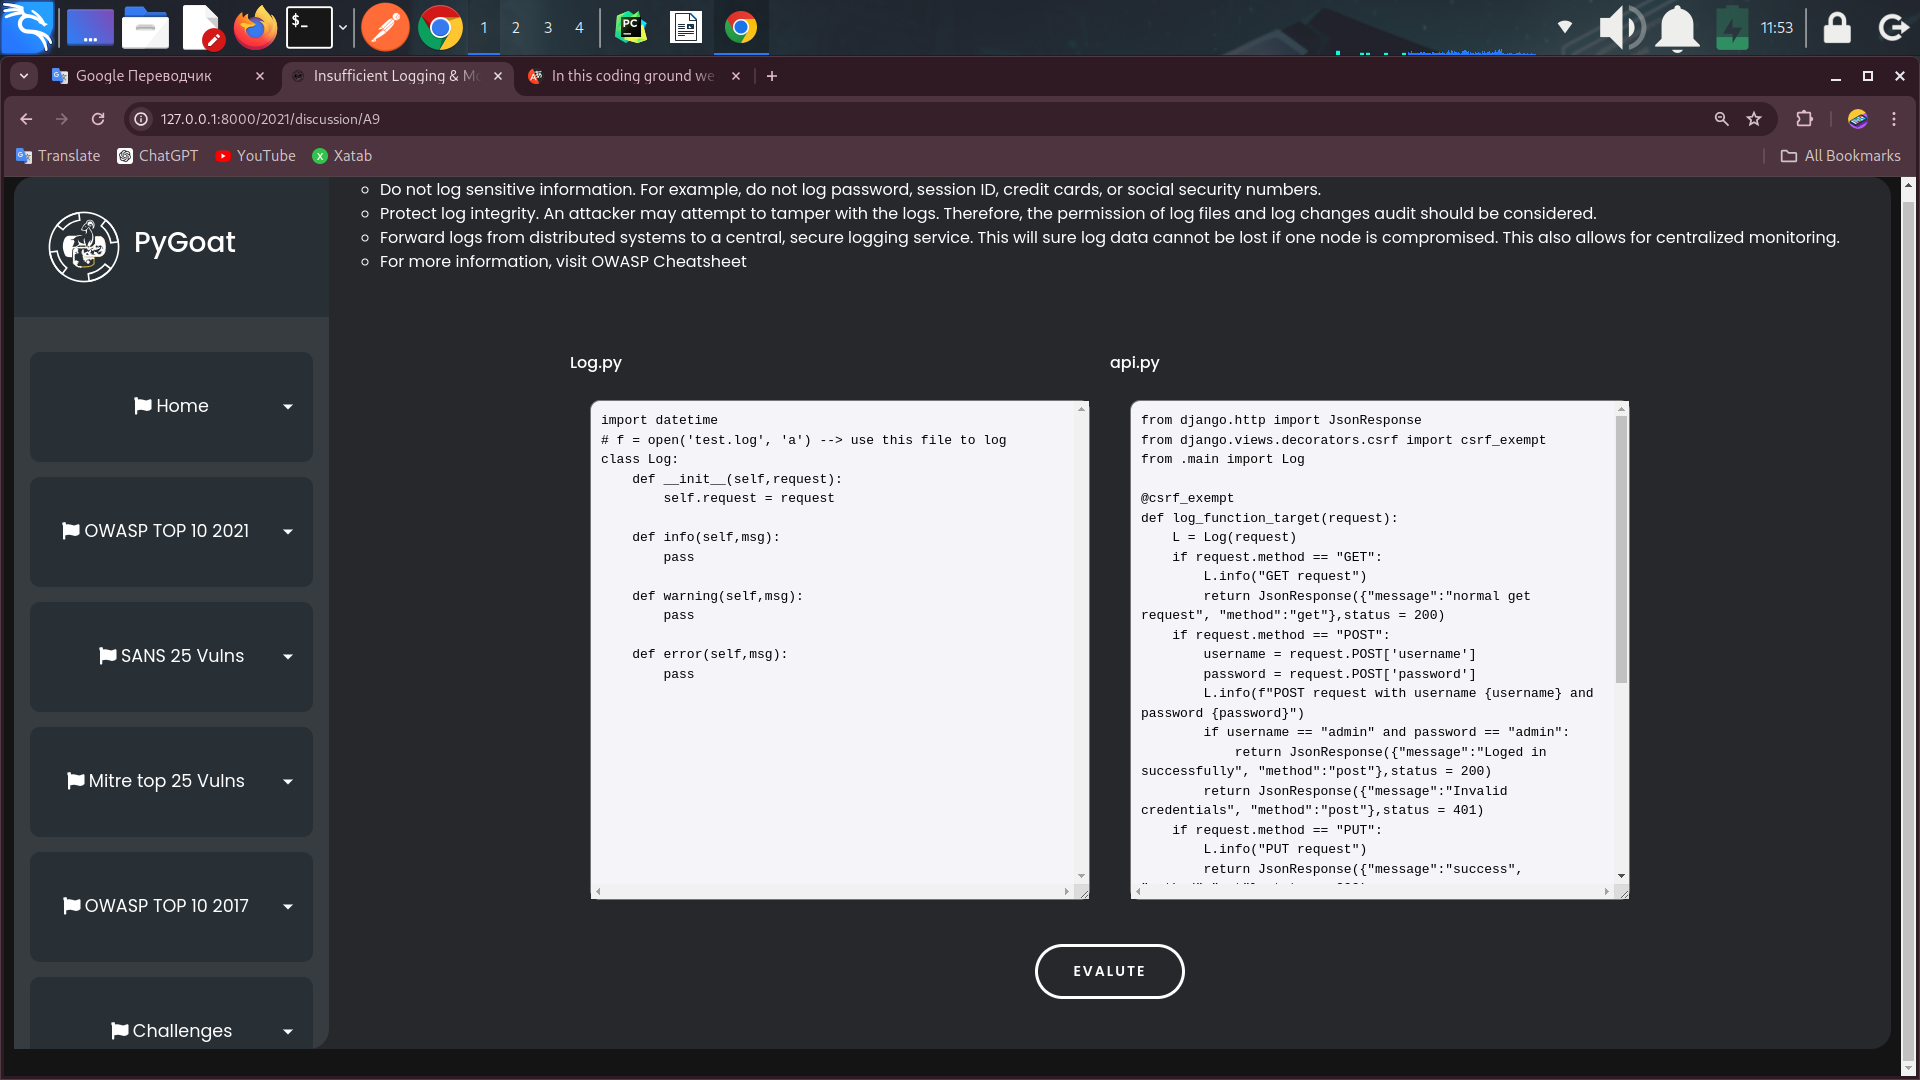 $_
1
2
3
4
PC
11:53
Google Переводчик
Insufficient Logging & Mo
In this coding ground we
127.0.0.1:8000/2021/discussion/A9
Translate
ChatGPT
YouTube
Xatab
All Bookmarks
PyGoat
Home
OWASP TOP 10 2021
SANS 25 Vulns
Mitre top 25 Vulns
OWASP TOP 10 2017
Challenges
Do not log sensitive information. For example, do not log password, session ID, credit cards, or social security numbers.
Protect log integrity. An attacker may attempt to tamper with the logs. Therefore, the permission of log files and log changes audit should be considered.
Forward logs from distributed systems to a central, secure logging service. This will sure log data cannot be lost if one node is compromised. This also allows for centralized monitoring.
For more information, visit OWASP Cheatsheet
Log.py
import datetime
# f = open('test.log', 'a') --> use this file to log
class Log:
    def __init__(self,request):
        self.request = request
    def info(self,msg):
        pass
    def warning(self,msg):
        pass
    def error(self,msg):
        pass
api.py
from django.http import JsonResponse
from django.views.decorators.csrf import csrf_exempt
from .main import Log
@csrf_exempt
def log_function_target(request):
    L = Log(request)
    if request.method == "GET":
        L.info("GET request")
        return JsonResponse({"message":"normal get
request", "method":"get"},status = 200)
    if request.method == "POST":
        username = request.POST['username']
        password = request.POST['password']
        L.info(f"POST request with username {username} and
password {password}")
        if username == "admin" and password == "admin":
            return JsonResponse({"message":"Loged in
successfully", "method":"post"},status = 200)
        return JsonResponse({"message":"Invalid
credentials", "method":"post"},status = 401)
    if request.method == "PUT":
        L.info("PUT request")
        return JsonResponse({"message":"success",
EVALUTE